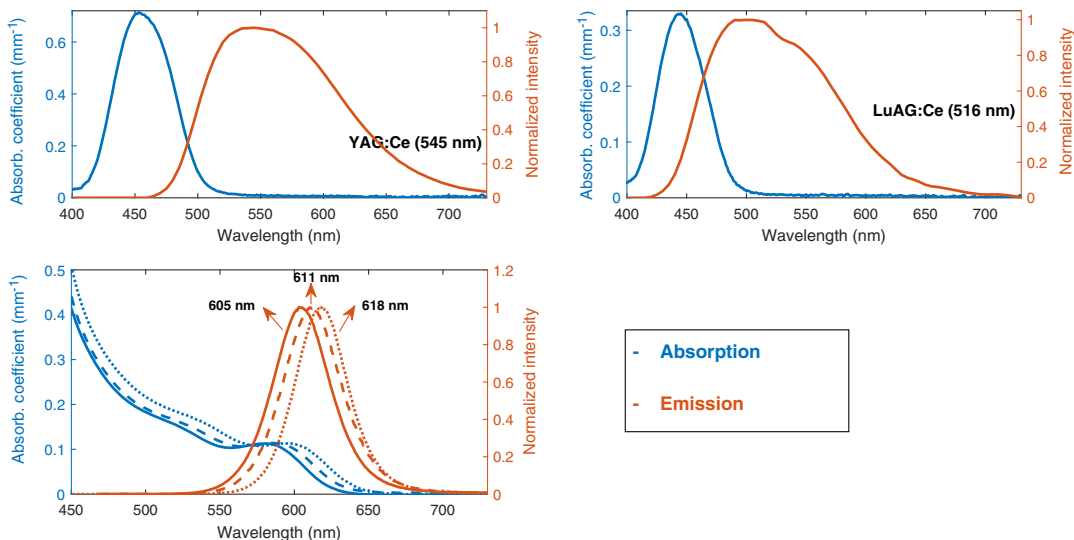 Absorb. coefficient (mm⁻¹)
0.6
0.4
0.2
0
YAG:Ce (545 nm)
1
0.8
0.6
0.4
0.2
0
Normalized intensity
400 450 500 550 600 650 700
Wavelength (nm)
Absorb. coefficient (mm⁻¹)
0.3
0.2
0.1
0
LuAG:Ce (516 nm)
1
0.8
0.6
0.4
0.2
0
Normalized intensity
400 450 500 550 600 650 700
Wavelength (nm)
Absorb. coefficient (mm⁻¹)
0.5
0.4
0.3
0.2
0.1
0
611 nm
605 nm
618 nm
1.2
1
0.8
0.6
0.4
0.2
0
Normalized intensity
450 500 550 600 650 700
Wavelength (nm)
- Absorption
- Emission